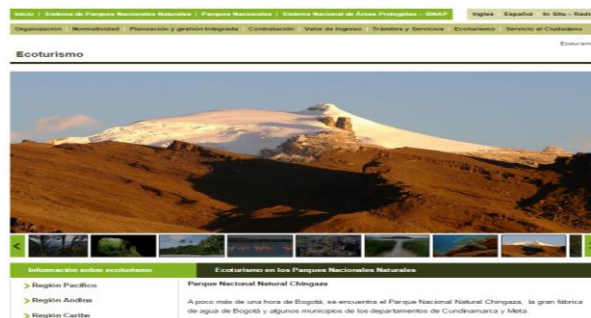 Inicio | Sistema de Parques Nacionales Naturales | Parques Nacionales | Sistema Nacional de Áreas Protegidas - SINAP
Ingles Español In Situ - Radi
Organización Normatividad Planeación y gestión Integrada Contratación Valor de ingreso Trámites y Servicios Ecoturismo Servicio al Ciudadano
Ecoturism
Ecoturismo
Información sobre ecoturismo
Ecoturismo en los Parques Nacionales Naturales
> Región Pacífico
> Región Andina
> Región Caribe
Parque Nacional Natural Chingaza
A poco más de una hora de Bogotá, se encuentra el Parque Nacional Natural Chingaza, la gran fábrica
de agua de Bogotá y algunos municipios de los departamentos de Cundinamarca y Meta.